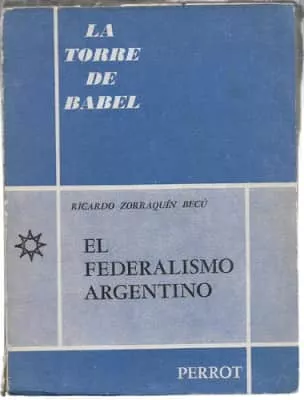 LA
TORRE
DE
BABEL
RICARDO ZORRAQUÍN BECÚ
EL
FEDERALISMO
ARGENTINO
PERROT